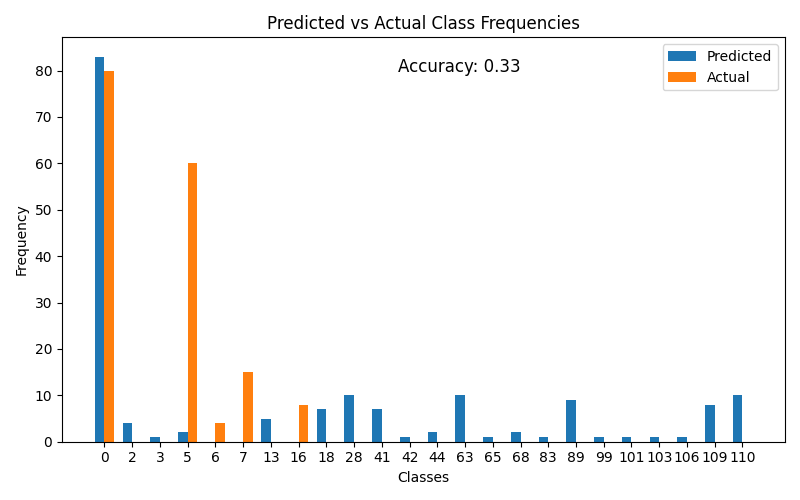 Predicted vs Actual Class Frequencies
Accuracy: 0.33
Predicted
Actual
Frequency
80
70
60
50
40
30
20
10
0
0 2 3 5 6 7 13 16 18 28 41 42 44 63 65 68 83 89 99 101 103 106 109 110
Classes